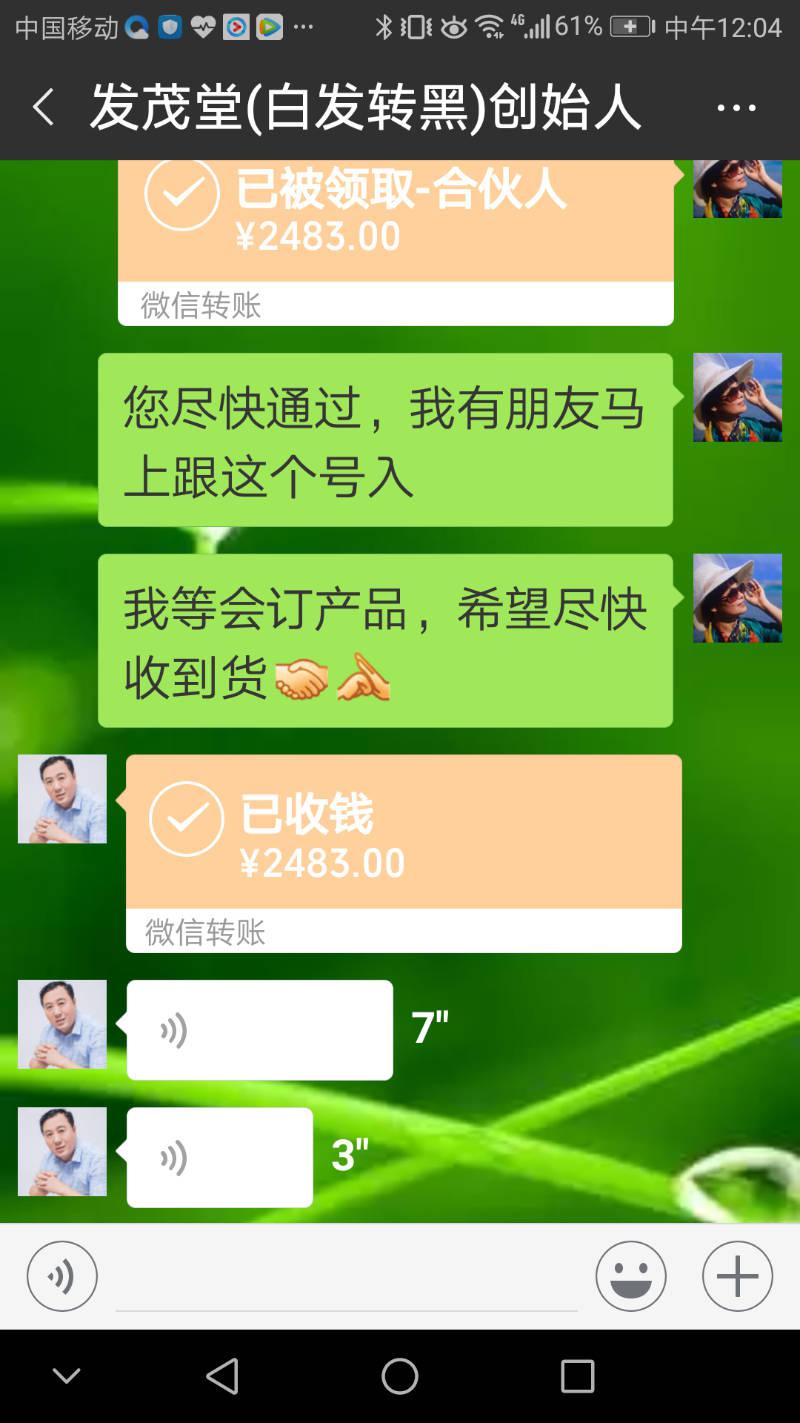 中国移动 4G 61% 中午12:04
发茂堂(白发转黑)创始人
已被领取-合伙人
¥2483.00
微信转账
您尽快通过，我有朋友马
上跟这个号入
我等会订产品，希望尽快
收到货
已收钱
¥2483.00
微信转账
7"
3"